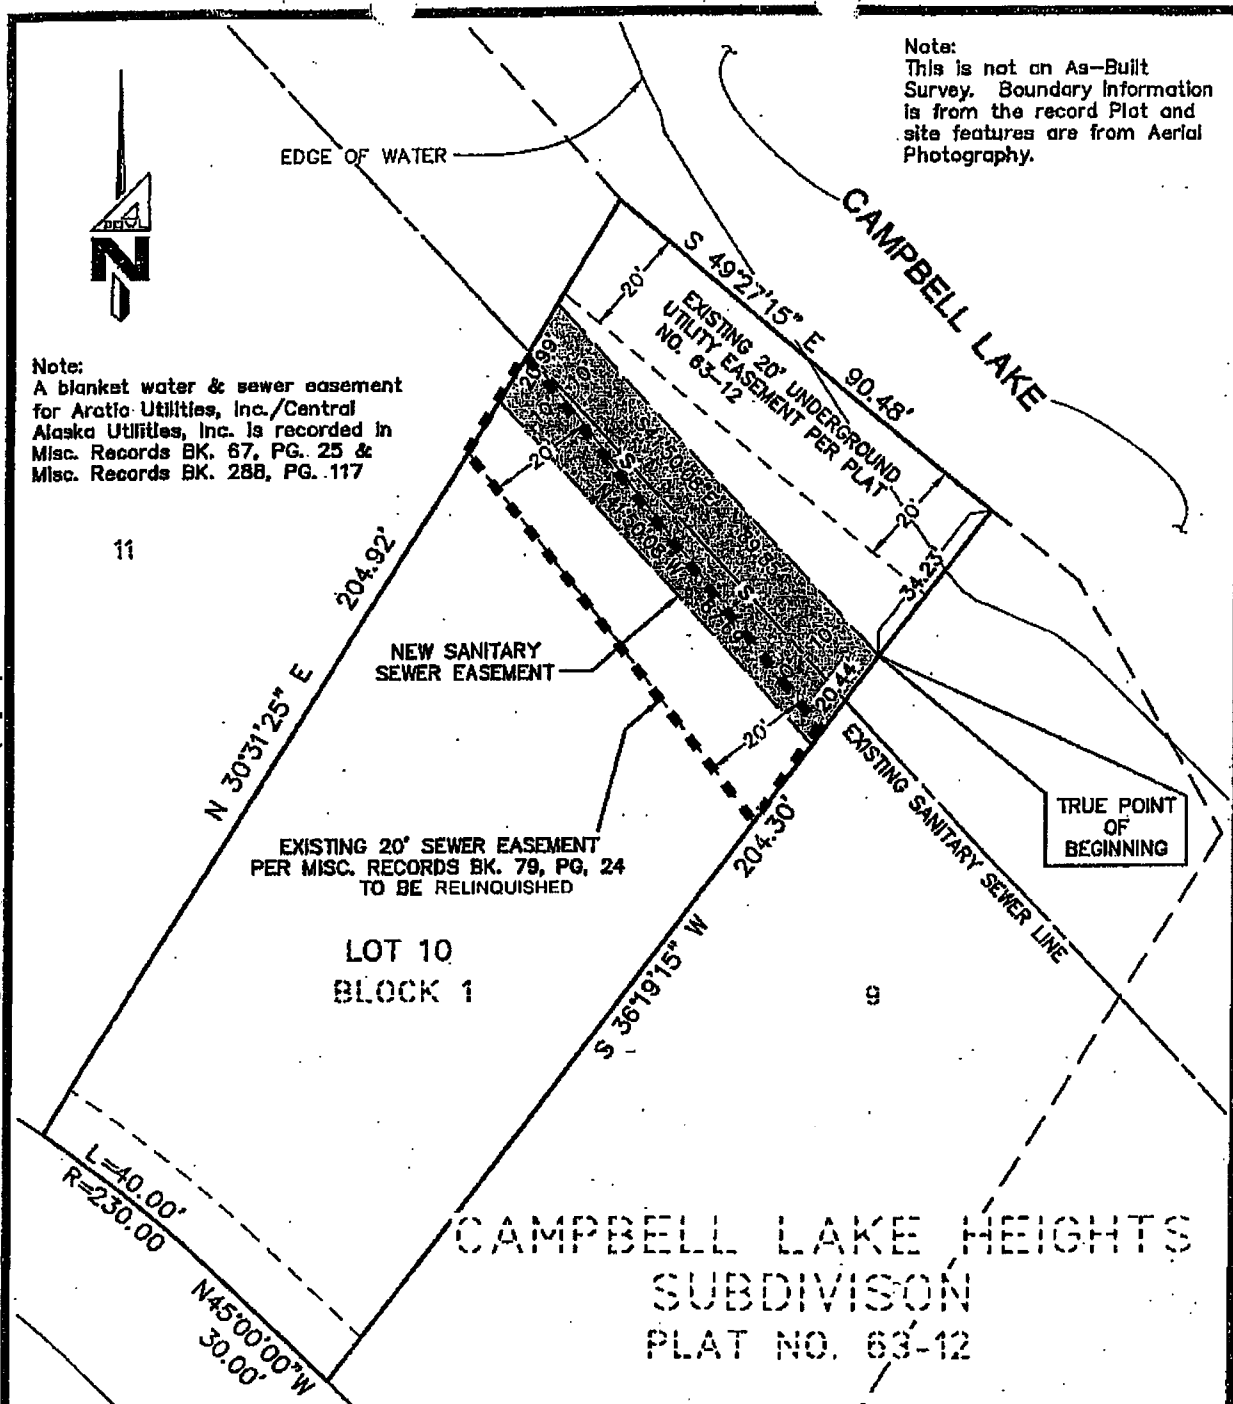 Note:
This is not an As-Built
Survey. Boundary Information
is from the record Plat and
site features are from Aerial
Photography.
EDGE OF WATER
CAMPBELL LAKE
N
Note:
A blanket water & sewer easement
for Arctic Utilities, Inc./Central
Alaska Utilities, Inc. is recorded in
Misc. Records BK. 67, PG. 25 &
Misc. Records BK. 288, PG. 117
S 49°27'15" E
90.48'
20'
EXISTING 20' UNDERGROUND
UTILITY EASEMENT PER PLAT
NO. 63-12
20'
34.23'
20.99'
20'
S
S
10'
20.44'
11
204.92'
N 30°31'25" E
NEW SANITARY
SEWER EASEMENT
20'
EXISTING SANITARY SEWER LINE
TRUE POINT
OF
BEGINNING
EXISTING 20' SEWER EASEMENT
PER MISC. RECORDS BK. 79, PG, 24
TO BE RELINQUISHED
204.30'
S 36°19'15" W
LOT 10
BLOCK 1
9
L=40.00'
R=230.00
N45°00'00"W
30.00'
CAMPBELL LAKE HEIGHTS
SUBDIVISON
PLAT NO. 63-12